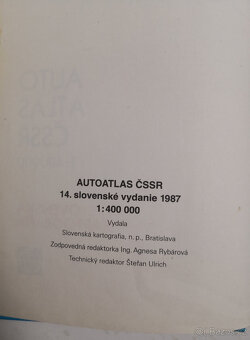 AUTOATLAS ČSSR
14. slovenské vydanie 1987
1:400 000
Vydala
Slovenská kartografia, n. p., Bratislava
Zodpovedná redaktorka Ing. Agnesa Rybárová
Technický redaktor Štefan Ulrich